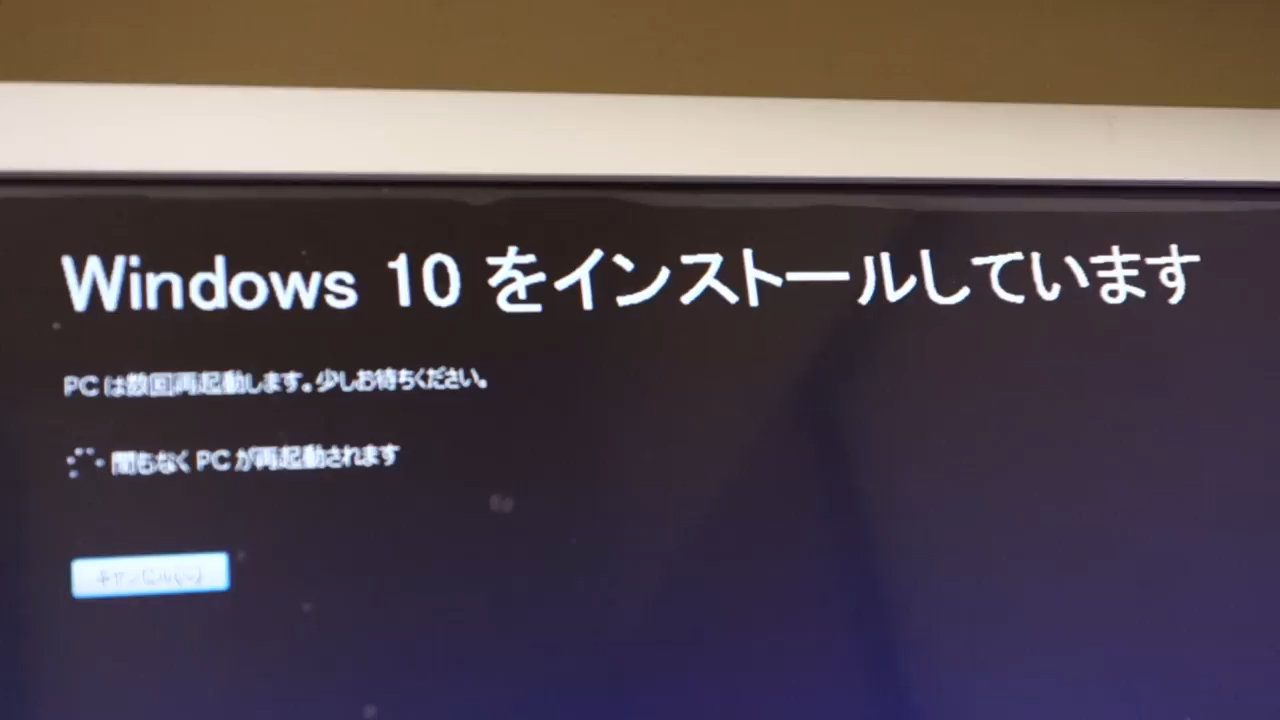 Windows 10 をインストールしています
PC は数回再起動します。少しお待ちください。
間もなく PC が再起動されます